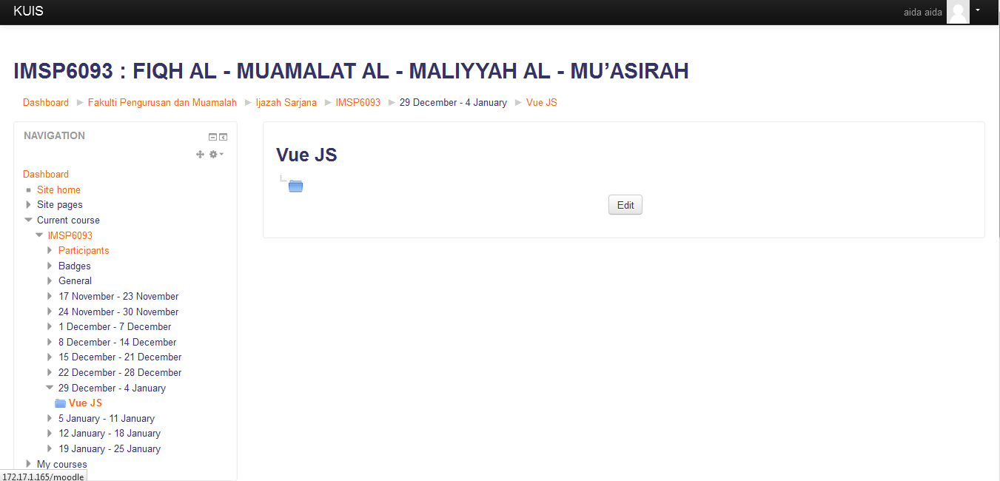 KUIS
aida aida
IMSP6093 : FIQH AL - MUAMALAT AL - MALIYYAH AL - MU’ASIRAH
Dashboard Fakulti Pengurusan dan Muamalah Ijazah Sarjana IMSP6093 29 December - 4 January Vue JS
NAVIGATION
Dashboard
Site home
Site pages
Current course
IMSP6093
Participants
Badges
General
17 November - 23 November
24 November - 30 November
1 December - 7 December
8 December - 14 December
15 December - 21 December
22 December - 28 December
29 December - 4 January
Vue JS
5 January - 11 January
12 January - 18 January
19 January - 25 January
My courses
172.17.1.165/moodle
Vue JS
Edit